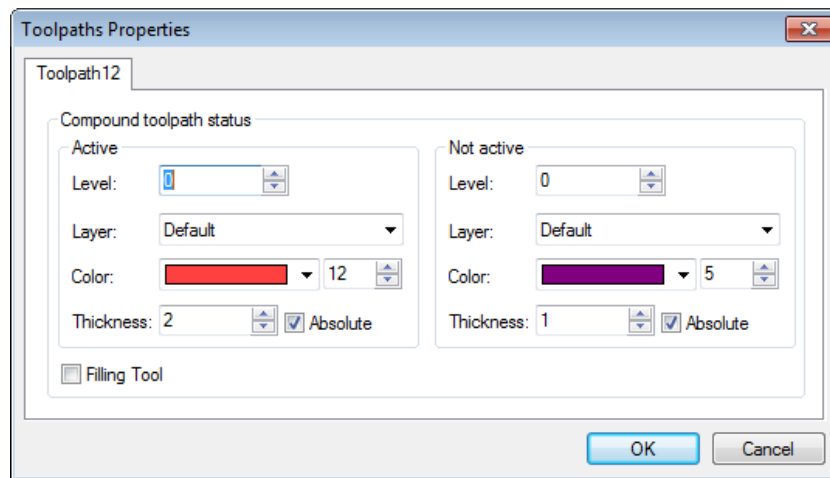 Toolpaths Properties
Toolpath12
Compound toolpath status
Active
Level: 0
Layer: Default
Color: 12
Thickness: 2 Absolute
Not active
Level: 0
Layer: Default
Color: 5
Thickness: 1 Absolute
Filling Tool
OK Cancel